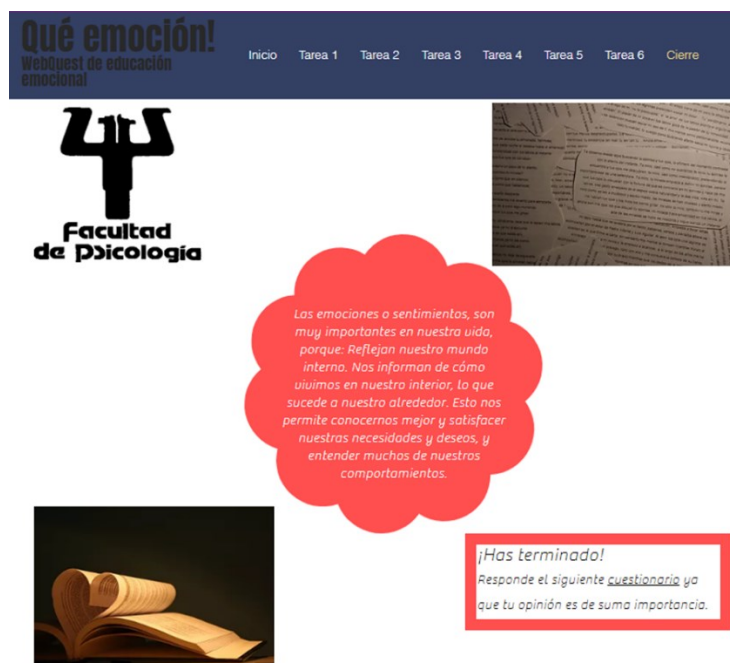 Qué emoción!
WebQuest de educación
emocional
Inicio Tarea 1 Tarea 2 Tarea 3 Tarea 4 Tarea 5 Tarea 6 Cierre
Facultad
de Psicología
Las emociones o sentimientos, son
muy importantes en nuestra vida,
porque: Reflejan nuestro mundo
interno. Nos informan de cómo
vivimos en nuestro interior, lo que
sucede a nuestro alrededor. Esto nos
permite conocernos mejor y satisfacer
nuestras necesidades y deseos, y
entender muchos de nuestros
comportamientos.
¡Has terminado!
Responde el siguiente cuestionario ya
que tu opinión es de suma importancia.